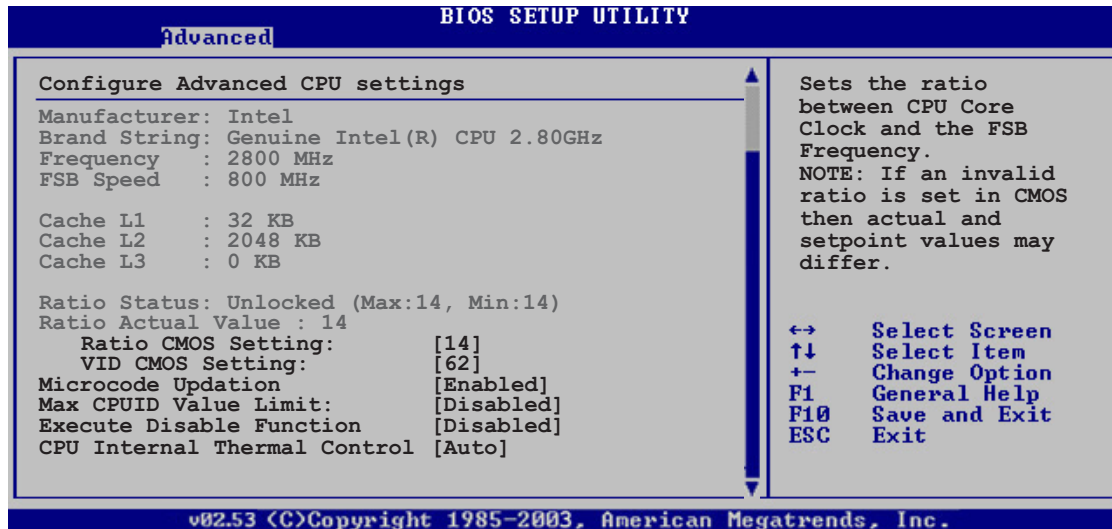 BIOS SETUP UTILITY
Advanced
Configure Advanced CPU settings
Manufacturer: Intel
Brand String: Genuine Intel(R) CPU 2.80GHz
Frequency : 2800 MHz
FSB Speed : 800 MHz
Cache L1 : 32 KB
Cache L2 : 2048 KB
Cache L3 : 0 KB
Ratio Status: Unlocked (Max:14, Min:14)
Ratio Actual Value : 14
Ratio CMOS Setting: [14]
VID CMOS Setting: [62]
Microcode Updation [Enabled]
Max CPUID Value Limit: [Disabled]
Execute Disable Function [Disabled]
CPU Internal Thermal Control [Auto]
Sets the ratio
between CPU Core
Clock and the FSB
Frequency.
NOTE: If an invalid
ratio is set in CMOS
then actual and
setpoint values may
differ.
←→ Select Screen
↑↓ Select Item
+- Change Option
F1 General Help
F10 Save and Exit
ESC Exit
v02.53 (C)Copyright 1985-2003, American Megatrends, Inc.